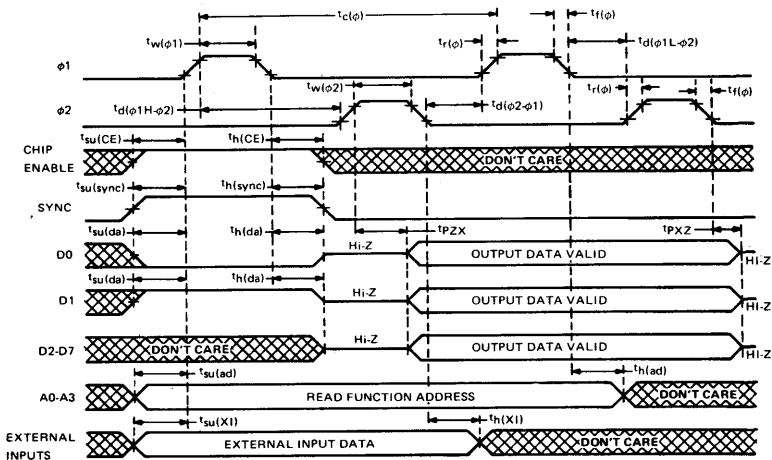 tc(φ)
tf(φ)
tw(φ1)
tr(φ)
td(φ1L-φ2)
φ1
tw(φ2)
tr(φ)
tf(φ)
φ2
td(φ1H-φ2)
td(φ2-φ1)
tsu(CE)
th(CE)
CHIP
ENABLE
DON'T CARE
tsu(sync)
th(sync)
SYNC
tsu(da)
th(da)
tPZX
tPXZ
D0
Hi-Z
OUTPUT DATA VALID
Hi-Z
tsu(da)
th(da)
D1
Hi-Z
OUTPUT DATA VALID
Hi-Z
D2-D7
DON'T CARE
Hi-Z
OUTPUT DATA VALID
Hi-Z
tsu(ad)
th(ad)
A0-A3
READ FUNCTION ADDRESS
DON'T CARE
tsu(XI)
th(XI)
EXTERNAL
INPUTS
EXTERNAL INPUT DATA
DON'T CARE